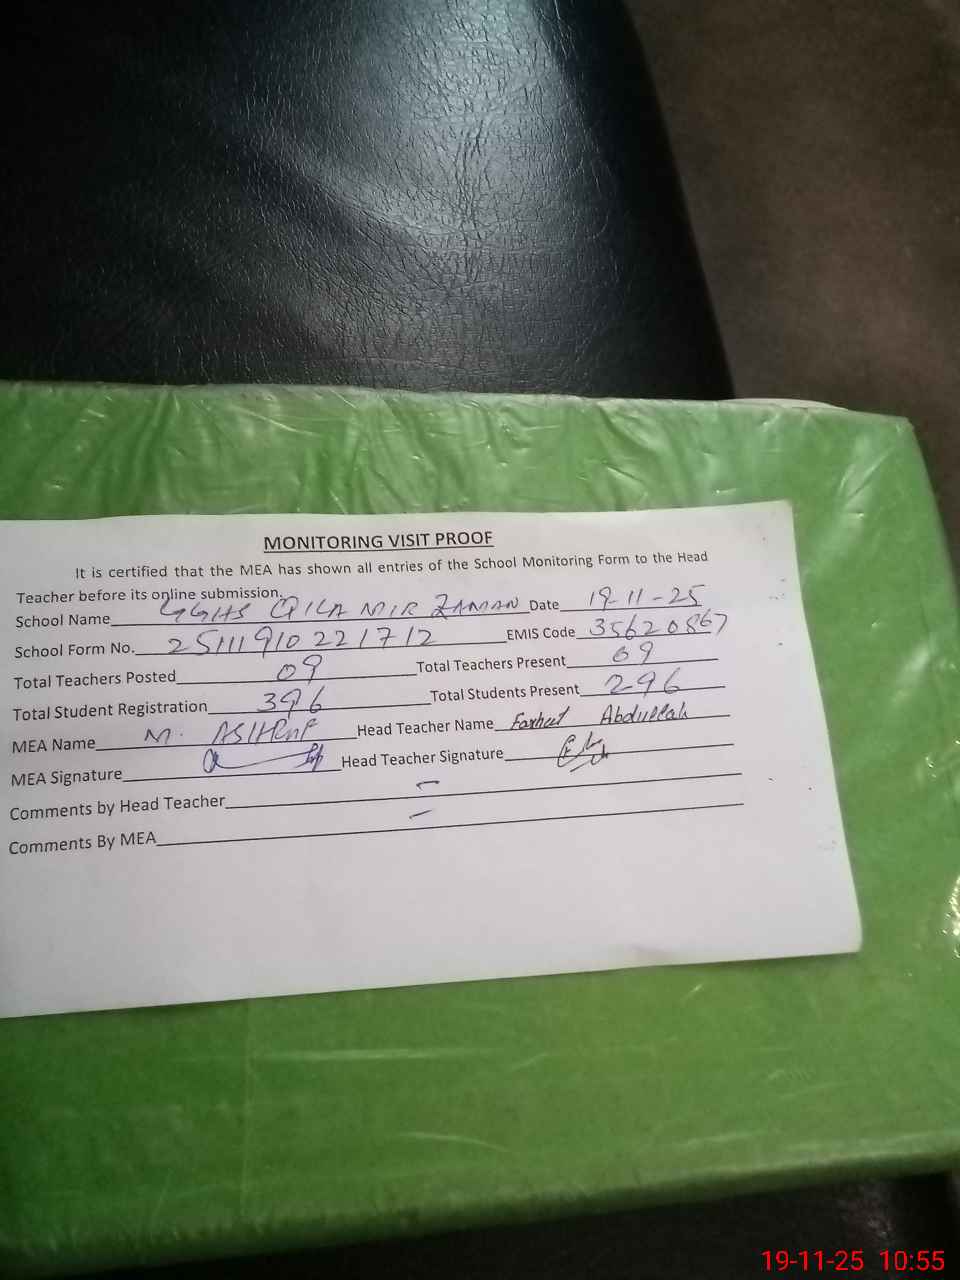 MONITORING VISIT PROOF
It is certified that the MEA has shown all entries of the School Monitoring Form to the Head
Teacher before its online submission.
School Name GGHS QILA MIR ZAMAN Date 19-11-25
School Form No. 25111910221712 EMIS Code 35620867
Total Teachers Posted 09 Total Teachers Present 09
Total Student Registration 396 Total Students Present 296
MEA Name M. ASHRAF Head Teacher Name Farhat Abdullah
MEA Signature Head Teacher Signature
Comments by Head Teacher -
Comments By MEA -
19-11-25 10:55